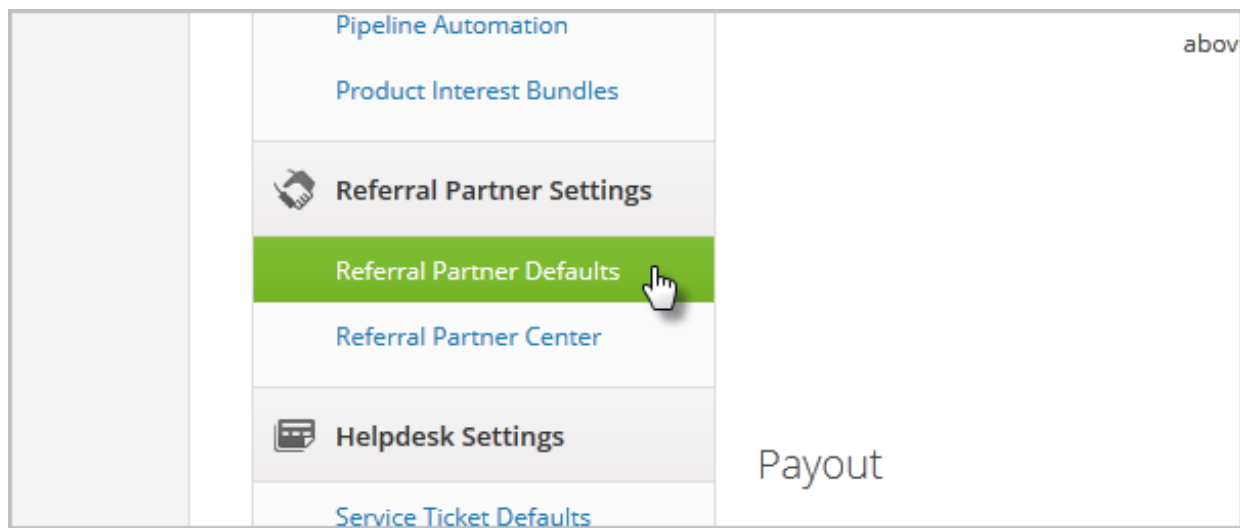 Pipeline Automation
abov
Product Interest Bundles
Referral Partner Settings
Referral Partner Defaults
Referral Partner Center
Helpdesk Settings
Payout
Service Ticket Defaults